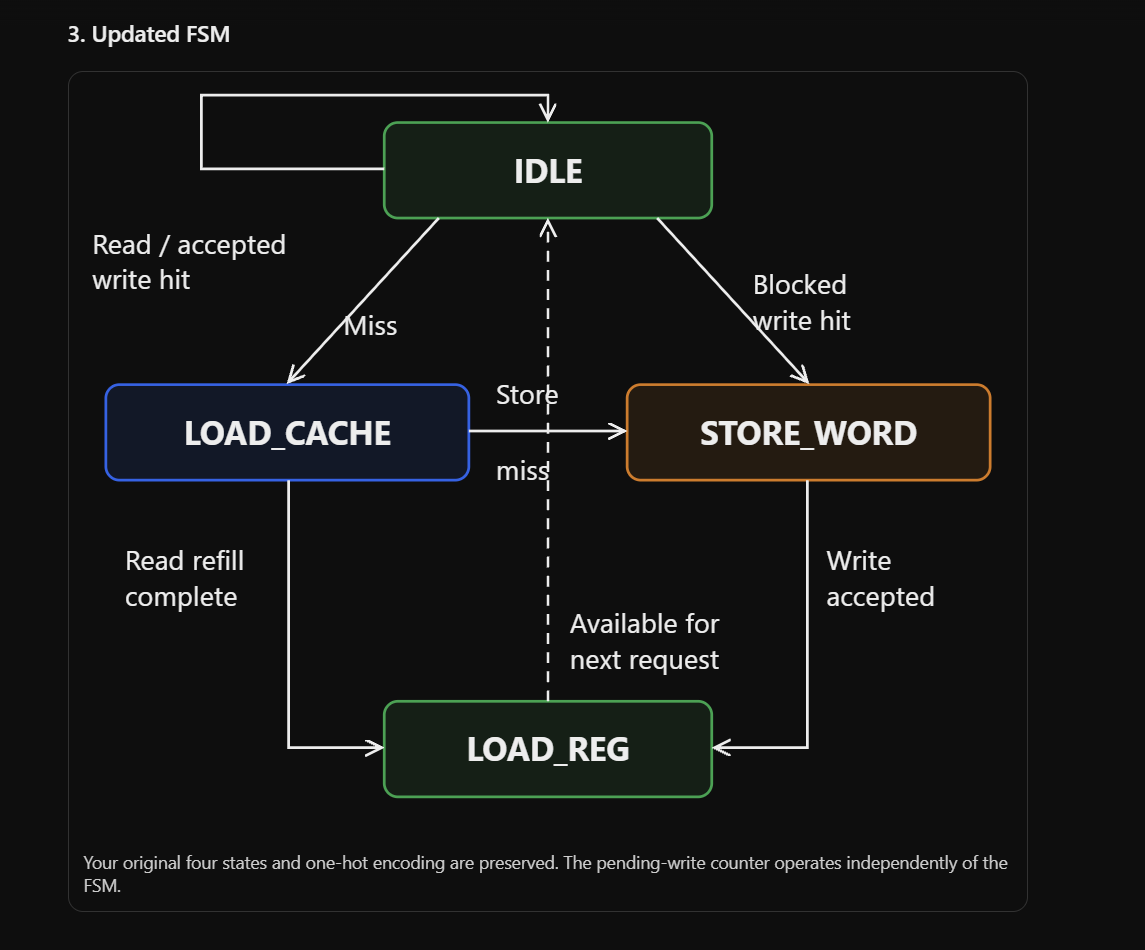 3. Updated FSM
IDLE
Read / accepted
write hit
Blocked
write hit
Miss
Store
LOAD_CACHE
STORE_WORD
miss
Read refill
complete
Write
accepted
Available for
next request
LOAD_REG
Your original four states and one-hot encoding are preserved. The pending-write counter operates independently of the
FSM.